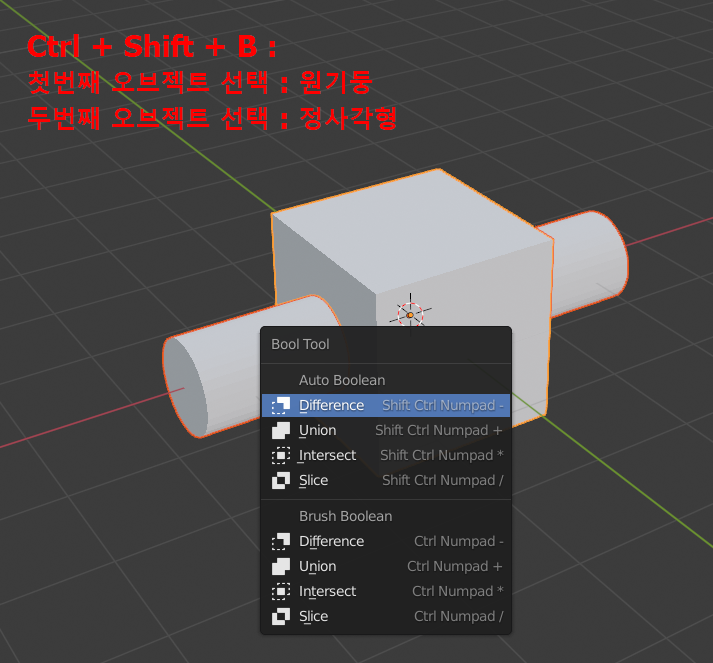 Ctrl + Shift + B :
첫번째 오브젝트 선택 : 원기둥
두번째 오브젝트 선택 : 정사각형
Bool Tool
Auto Boolean
Difference Shift Ctrl Numpad -
Union Shift Ctrl Numpad +
Intersect Shift Ctrl Numpad *
Slice Shift Ctrl Numpad /
Brush Boolean
Difference Ctrl Numpad -
Union Ctrl Numpad +
Intersect Ctrl Numpad *
Slice Ctrl Numpad /